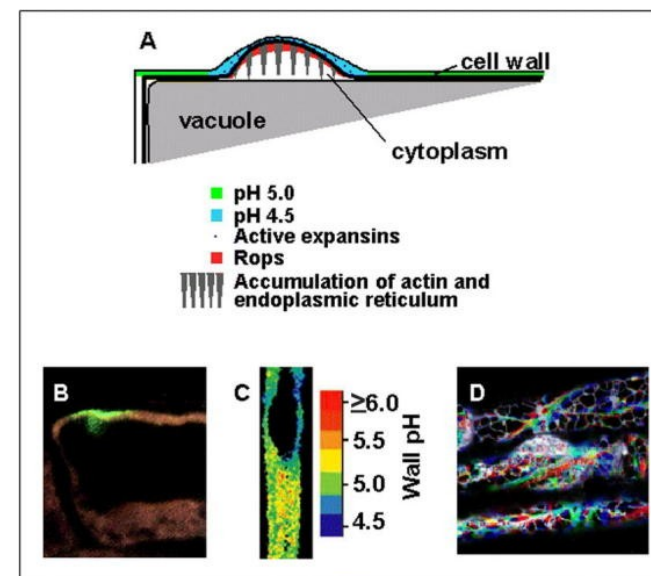 A
cell wall
vacuole
cytoplasm
pH 5.0
pH 4.5
Active expansins
Rops
Accumulation of actin and
endoplasmic reticulum
B
C
D
≥6.0
5.5
5.0
4.5
Wall pH